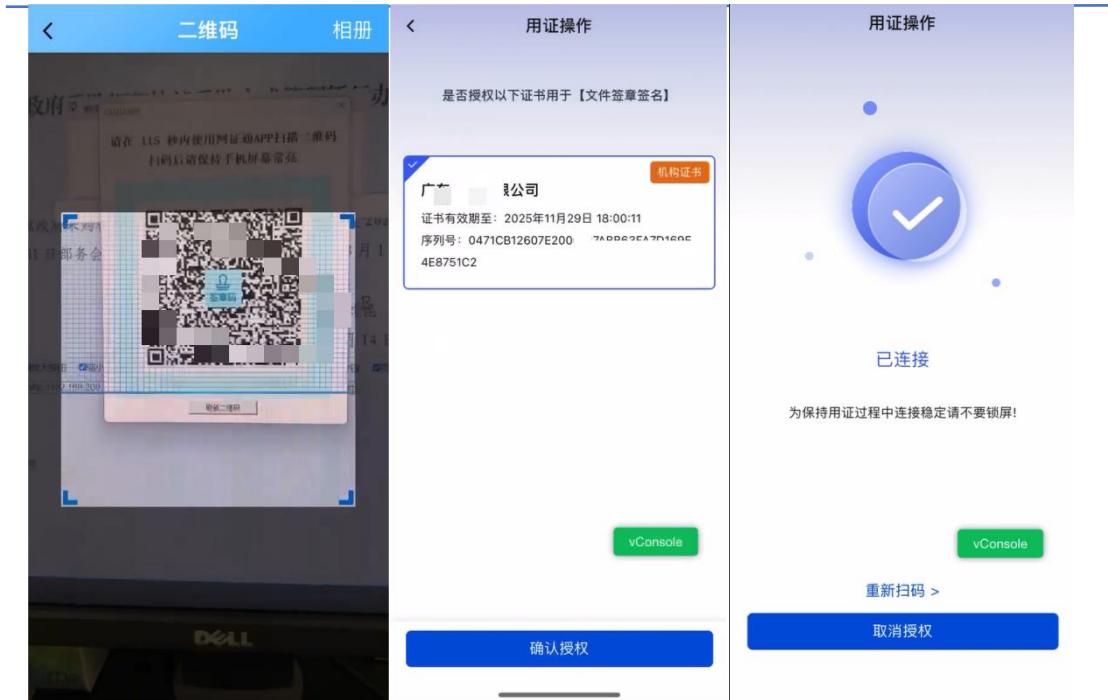 二维码
相册
请在 115 秒内使用网证通APP扫描二维码
扫码后请保持手机屏幕常亮
签章签名
刷新二维码
DELL
用证操作
是否授权以下证书用于【文件签章签名】
机构证书
限公司
证书有效期至：2025年11月29日 18:00:11
序列号：0471CB12607E200
4E8751C2
vConsole
确认授权
用证操作
已连接
为保持用证过程中连接稳定请不要锁屏！
vConsole
重新扫码 >
取消授权